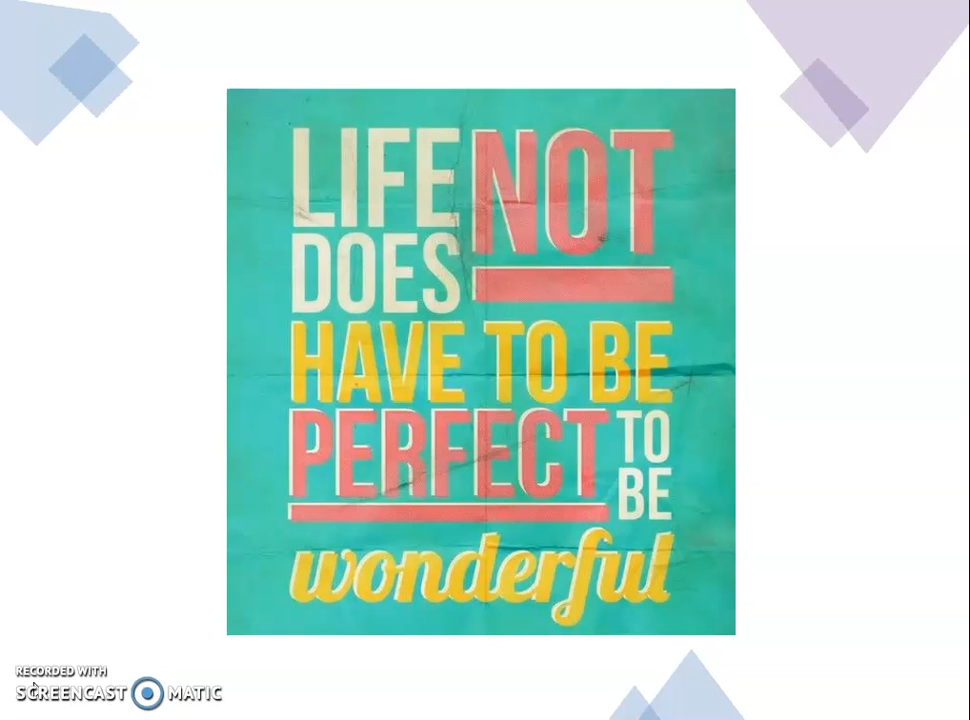 LIFE NOT
DOES
HAVE TO BE
PERFECT TO
BE
wonderful
RECORDED WITH
SCREENCAST MATIC